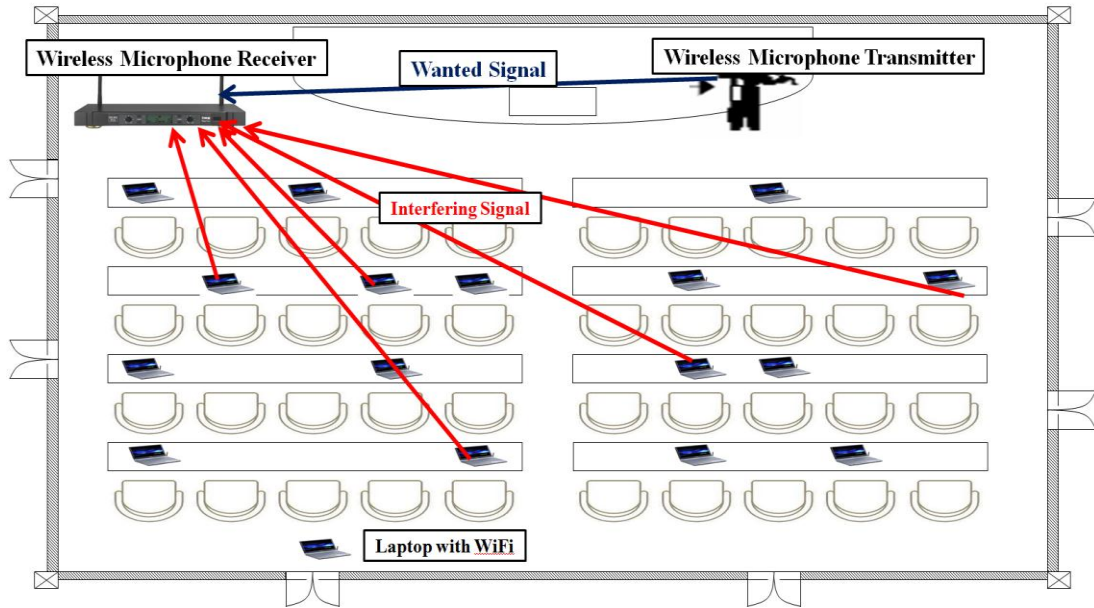 Wireless Microphone Receiver
Wireless Microphone Transmitter
Wanted Signal
Interfering Signal
Laptop with WiFi